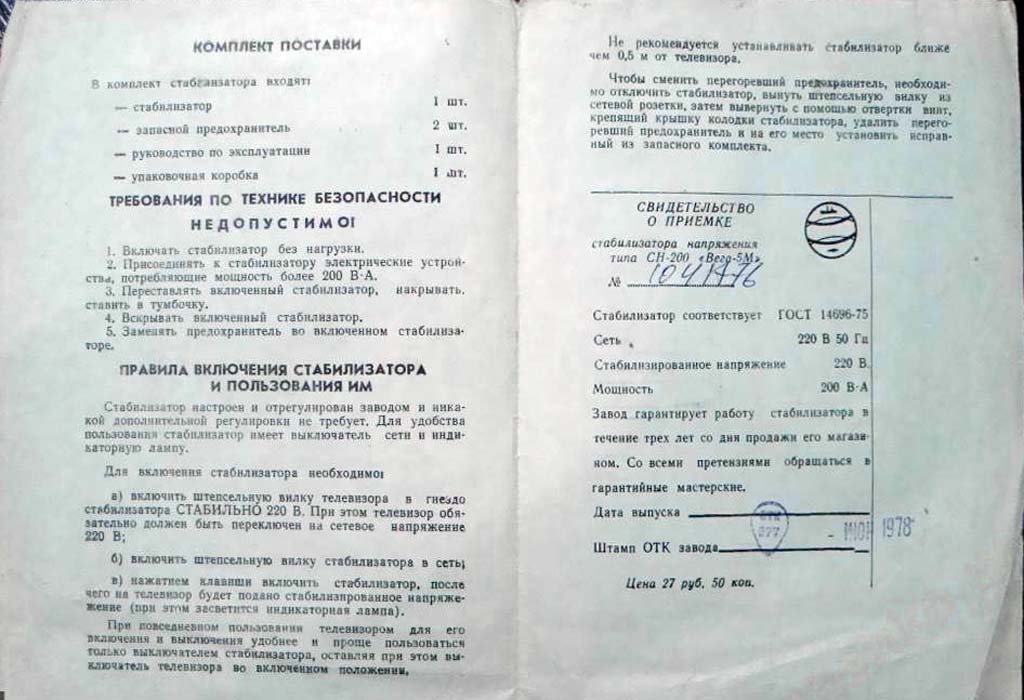 КОМПЛЕКТ ПОСТАВКИ
В комплект стабилизатора входят:
— стабилизатор 1 шт.
— запасной предохранитель 2 шт.
— руководство по эксплуатации 1 шт.
— упаковочная коробка 1 шт.
ТРЕБОВАНИЯ ПО ТЕХНИКЕ БЕЗОПАСНОСТИ
НЕДОПУСТИМО!
1. Включать стабилизатор без нагрузки.
2. Присоединять к стабилизатору электрические устрой-
ства, потребляющие мощность более 200 В·А.
3. Переставлять включенный стабилизатор, накрывать,
ставить в тумбочку.
4. Вскрывать включенный стабилизатор.
5. Заменять предохранитель во включенном стабилиза-
торе.
ПРАВИЛА ВКЛЮЧЕНИЯ СТАБИЛИЗАТОРА
И ПОЛЬЗОВАНИЯ ИМ
Стабилизатор настроен и отрегулирован заводом и ника-
кой дополнительной регулировки не требует. Для удобства
пользования стабилизатор имеет выключатель сети и инди-
каторную лампу.
Для включения стабилизатора необходимо:
а) включить штепсельную вилку телевизора в гнездо
стабилизатора СТАБИЛЬНО 220 В. При этом телевизор обя-
зательно должен быть переключен на сетевое напряжение
220 В;
б) включить штепсельную вилку стабилизатора в сеть;
в) нажатием клавиши включить стабилизатор, после
чего на телевизор будет подано стабилизированное напряже-
жение (при этом засветится индикаторная лампа).
При повседневном пользовании телевизором для его
включения и выключения удобнее и проще пользоваться
только выключателем стабилизатора, оставляя при этом вы-
ключатель телевизора во включенном положении.
Не рекомендуется устанавливать стабилизатор ближе
чем 0,5 м от телевизора.
Чтобы сменить перегоревший предохранитель, необходи-
мо отключить стабилизатор, вынуть штепсельную вилку из
сетевой розетки, затем вывернуть с помощью отвертки винт,
крепящий крышку колодки стабилизатора, удалить перего-
ревший предохранитель и на его место установить исправ-
ный из запасного комплекта.
СВИДЕТЕЛЬСТВО
О ПРИЕМКЕ
стабилизатора напряжения
типа СН-200 «Вега-5М»
№ 1041476
Стабилизатор соответствует ГОСТ 14696-75
Сеть 220 В 50 Гц
Стабилизированное напряжение 220 В
Мощность 200 В·А
Завод гарантирует работу стабилизатора в
течение трех лет со дня продажи его магази-
ном. Со всеми претензиями обращаться в
гарантийные мастерские.
Дата выпуска
1978
Штамп ОТК завода
ОТК
Цена 27 руб. 50 коп.